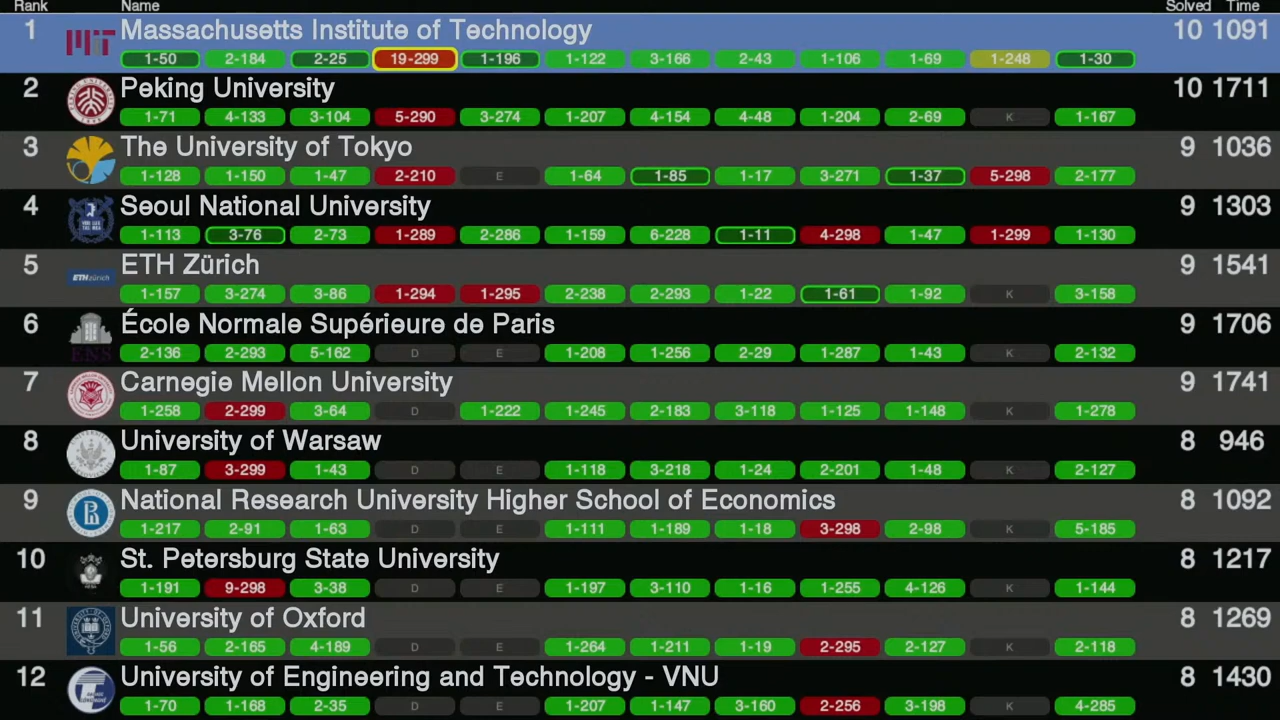 Rank Name Solved Time
1 MIT Massachusetts Institute of Technology 10 1091
1-50 2-184 2-25 19-299 1-196 1-122 3-166 2-43 1-106 1-69 1-248 1-30
2 Peking University 10 1711
1-71 4-133 3-104 5-290 3-274 1-207 4-154 4-48 1-204 2-69 K 1-167
3 The University of Tokyo 9 1036
1-128 1-150 1-47 2-210 E 1-64 1-85 1-17 3-271 1-37 5-298 2-177
4 Seoul National University 9 1303
1-113 3-76 2-73 1-289 2-286 1-159 6-228 1-11 4-298 1-47 1-299 1-130
5 ETH zürich ETH Zürich 9 1541
1-157 3-274 3-86 1-294 1-295 2-238 2-293 1-22 1-61 1-92 K 3-158
6 École Normale Supérieure de Paris 9 1706
ENS 2-136 2-293 5-162 D E 1-208 1-256 2-29 1-287 1-43 K 2-132
7 Carnegie Mellon University 9 1741
1-258 2-299 3-64 D 1-222 1-245 2-183 3-118 1-125 1-148 K 1-278
8 University of Warsaw 8 946
1-87 3-299 1-43 D E 1-118 3-218 1-24 2-201 1-48 K 2-127
9 National Research University Higher School of Economics 8 1092
1-217 2-91 1-63 D E 1-111 1-189 1-18 3-298 2-98 K 5-185
10 St. Petersburg State University 8 1217
1-191 9-298 3-38 D E 1-197 3-110 1-16 1-255 4-126 K 1-144
11 University of Oxford 8 1269
1-56 2-165 4-189 D E 1-264 1-211 1-19 2-295 2-127 K 2-118
12 University of Engineering and Technology - VNU 8 1430
1-70 1-168 2-35 D E 1-207 1-147 3-160 2-256 3-198 K 4-285